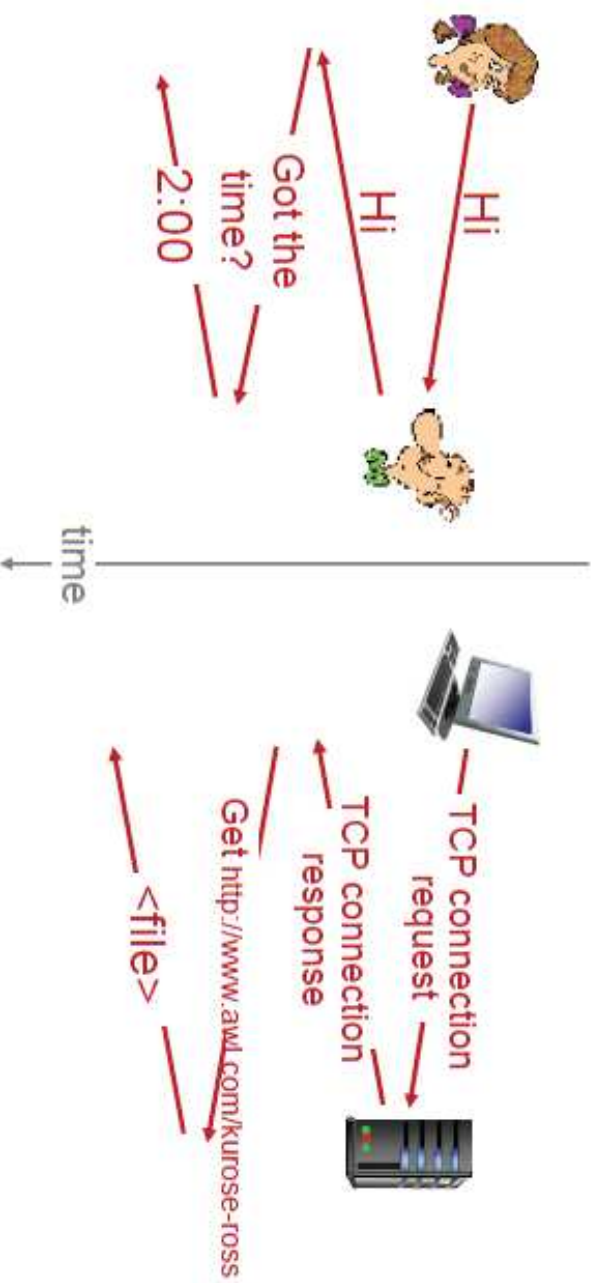 Hi
Hi
Got the
time?
2:00
time
TCP connection
request
TCP connection
response
Get http://www.awl.com/kurose-ross
<file>